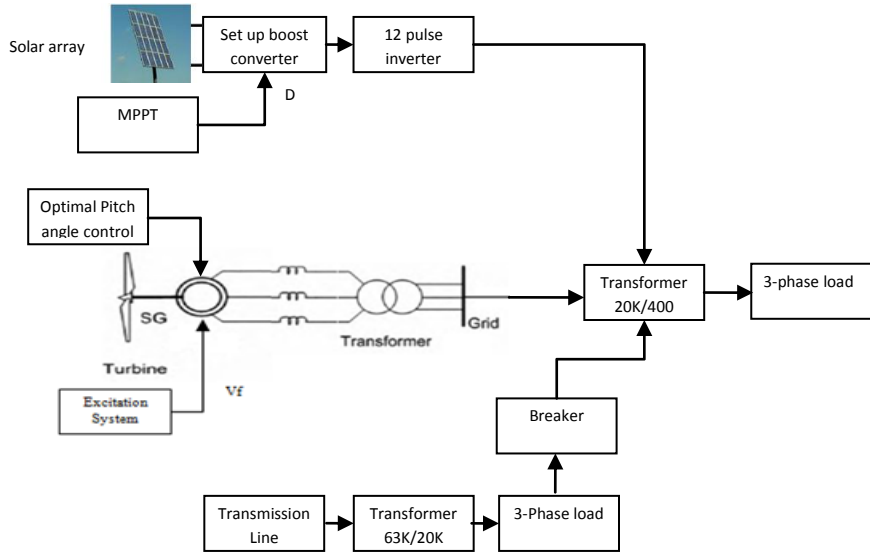 Solar array
Set up boost
converter
12 pulse
inverter
MPPT
D
Optimal Pitch
angle control
SG
Turbine
Transformer
Grid
Transformer
20K/400
3-phase load
Excitation
System
Vf
Breaker
Transmission
Line
Transformer
63K/20K
3-Phase load